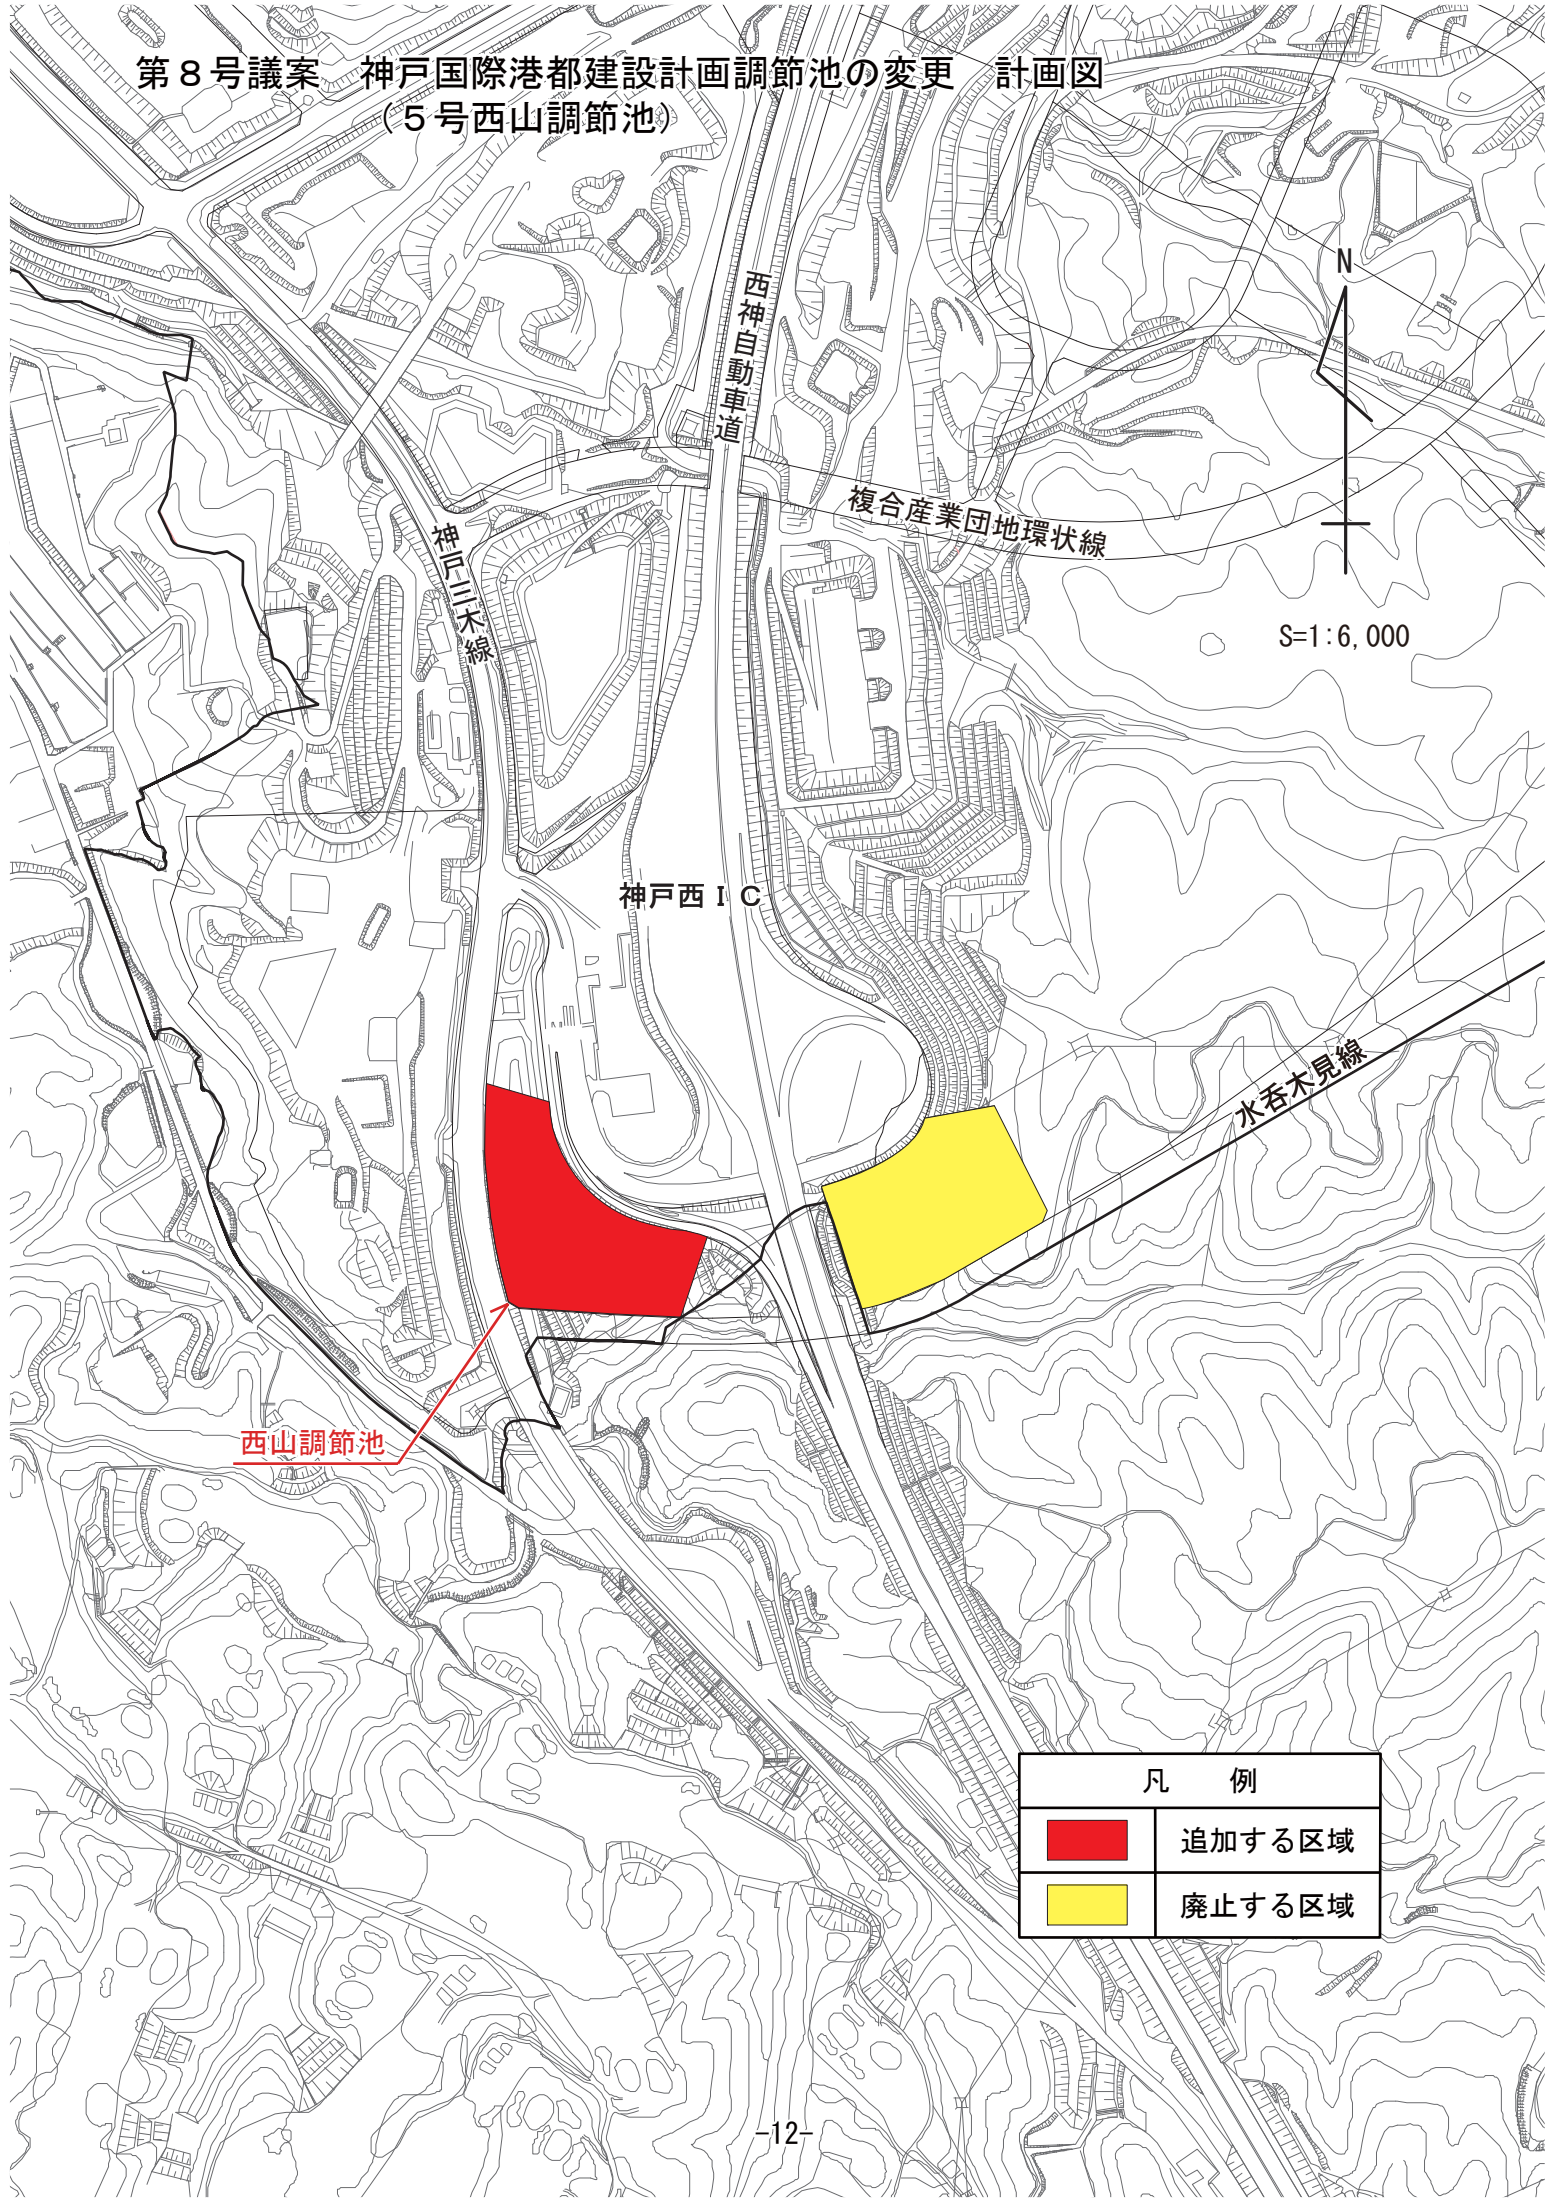 第８号議案　神戸国際港都建設計画調節池の変更　計画図
（５号西山調節池）
N
西神自動車道
複合産業団地環状線
神戸三木線
S=1:6,000
神戸西ＩＣ
水呑木見線
西山調節池
凡　例
追加する区域
廃止する区域
-12-